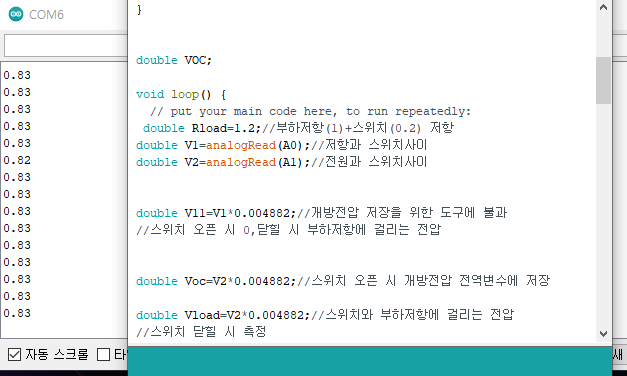 COM6
0.83
0.83
0.83
0.83
0.83
0.82
0.83
0.83
0.83
0.83
0.83
0.83
0.83
0.83
0.83
자동 스크롤
새
}
double VOC;
void loop() {
// put your main code here, to run repeatedly:
double Rload=1.2;//부하저항(1)+스위치(0.2) 저항
double V1=analogRead(A0);//저항과 스위치사이
double V2=analogRead(A1);//전원과 스위치사이
double V11=V1*0.004882;//개방전압 저장을 위한 도구에 불과
//스위치 오픈 시 0,닫힐 시 부하저항에 걸리는 전압
double Voc=V2*0.004882;//스위치 오픈 시 개방전압 전역변수에 저장
double Vload=V2*0.004882;//스위치와 부하저항에 걸리는 전압
//스위치 닫힐 시 측정